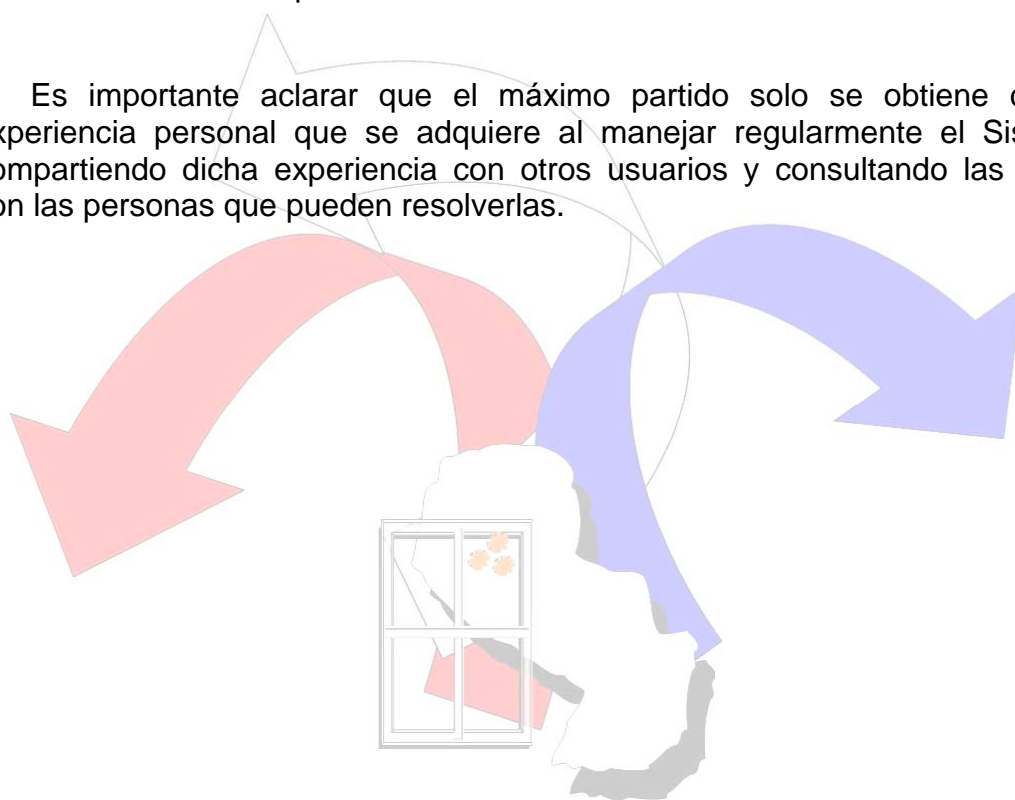 Es importante aclarar que el máximo partido solo se obtiene
xperiencia personal que se adquiere al manejar regularmente el Sis
ompartiendo dicha experiencia con otros usuarios y consultando las
on las personas que pueden resolverlas.